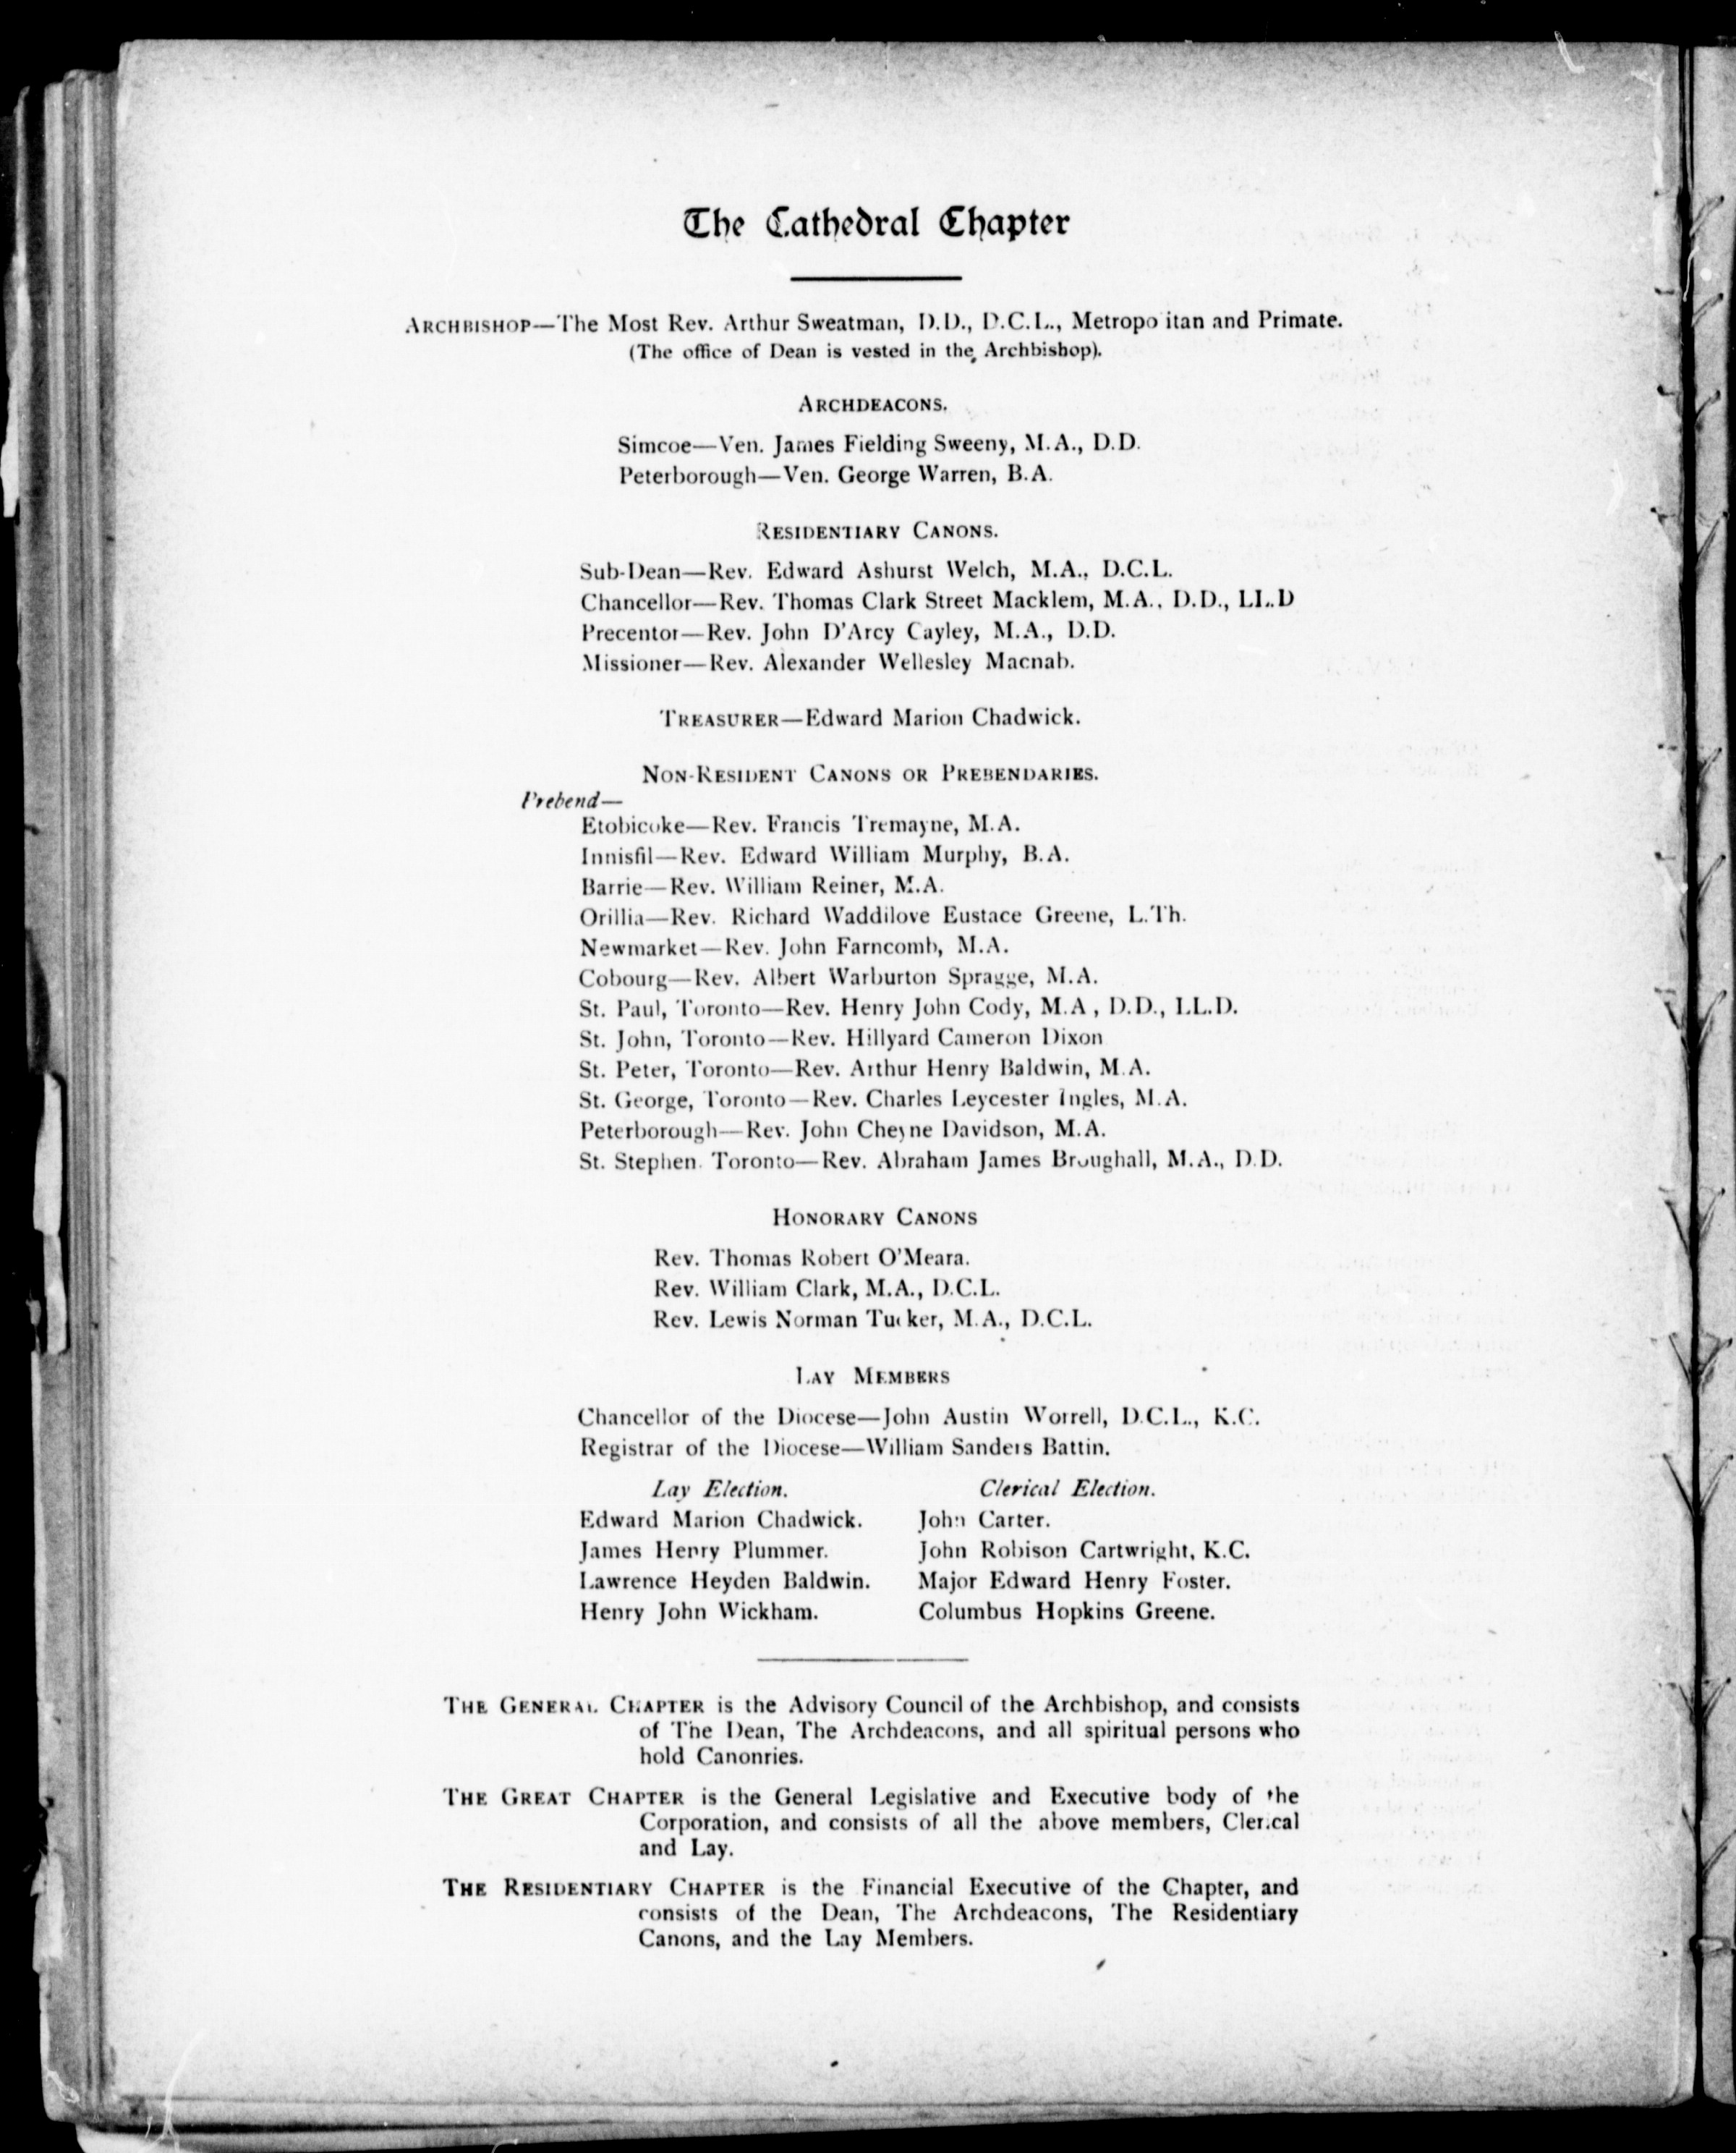 The Cathedral Chapter
ARCHBISHOP—The Most Rev. Arthur Sweatman, D.D., D.C.L., Metropo itan and Primate.
(The office of Dean is vested in the Archbishop).
ARCHDEACONS.
Simcoe—Ven. James Fielding Sweeny, M.A., D.D.
Peterborough—Ven. George Warren, B.A.
RESIDENTIARY CANONS.
Sub-Dean—Rev. Edward Ashurst Welch, M.A., D.C.L.
Chancellor—Rev. Thomas Clark Street Macklem, M.A., D.D., LL.D
Precentor—Rev. John D'Arcy Cayley, M.A., D.D.
Missioner—Rev. Alexander Wellesley Macnab.
TREASURER—Edward Marion Chadwick.
NON-RESIDENT CANONS OR PREBENDARIES.
Prebend—
Etobicoke—Rev. Francis Tremayne, M.A.
Innisfil—Rev. Edward William Murphy, B.A.
Barrie—Rev. William Reiner, M.A.
Orillia—Rev. Richard Waddilove Eustace Greene, L.Th.
Newmarket—Rev. John Farncomb, M.A.
Cobourg—Rev. Albert Warburton Spragge, M.A.
St. Paul, Toronto—Rev. Henry John Cody, M.A , D.D., LL.D.
St. John, Toronto—Rev. Hillyard Cameron Dixon
St. Peter, Toronto—Rev. Arthur Henry Baldwin, M.A.
St. George, Toronto—Rev. Charles Leycester Ingles, M.A.
Peterborough—Rev. John Cheyne Davidson, M.A.
St. Stephen. Toronto—Rev. Abraham James Broughall, M.A., D.D.
HONORARY CANONS
Rev. Thomas Robert O'Meara.
Rev. William Clark, M.A., D.C.L.
Rev. Lewis Norman Tucker, M.A., D.C.L.
LAY MEMBERS
Chancellor of the Diocese—John Austin Worrell, D.C.L., K.C.
Registrar of the Diocese—William Sanders Battin.
Lay Election. Clerical Election.
Edward Marion Chadwick. John Carter.
James Henry Plummer. John Robison Cartwright, K.C.
Lawrence Heyden Baldwin. Major Edward Henry Foster.
Henry John Wickham. Columbus Hopkins Greene.
THE GENERAL CHAPTER is the Advisory Council of the Archbishop, and consists
of The Dean, The Archdeacons, and all spiritual persons who
hold Canonries.
THE GREAT CHAPTER is the General Legislative and Executive body of the
Corporation, and consists of all the above members, Clerical
and Lay.
THE RESIDENTIARY CHAPTER is the Financial Executive of the Chapter, and
consists of the Dean, The Archdeacons, The Residentiary
Canons, and the Lay Members.